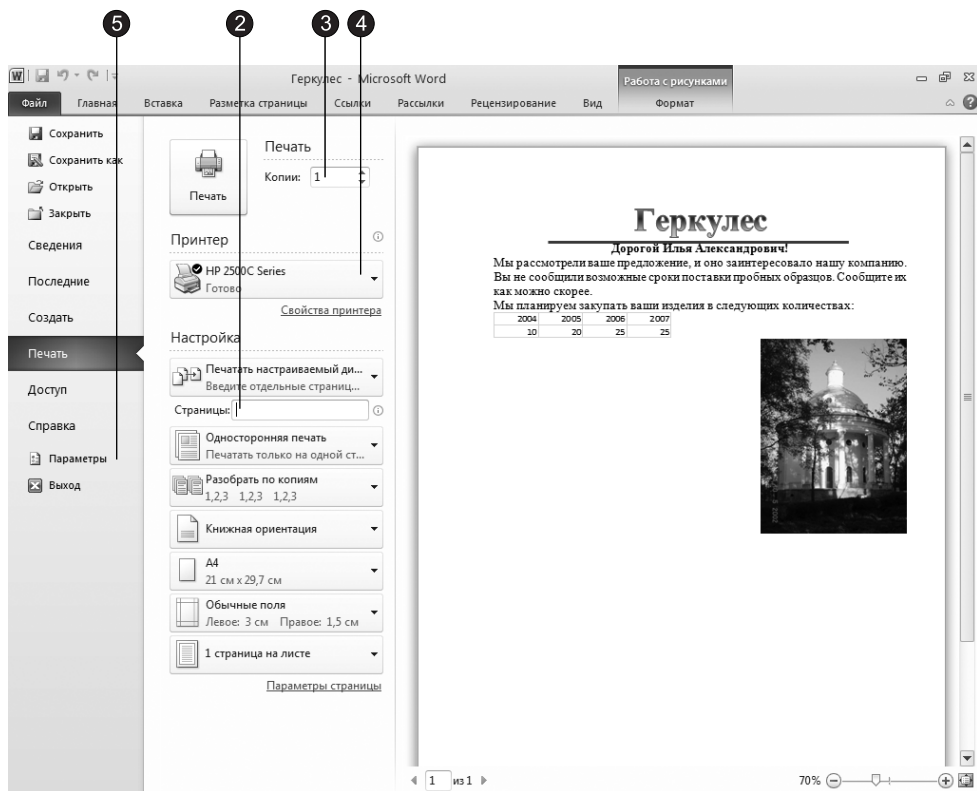 5 2 3 4
Геркулес - Microsoft Word
Работа с рисунками
Файл Главная Вставка Разметка страницы Ссылки Рассылки Рецензирование Вид Формат
Сохранить
Сохранить как
Открыть
Закрыть
Сведения
Последние
Создать
Печать
Доступ
Справка
Параметры
Выход
Печать
Печать
Копии: 1
Принтер
HP 2500C Series
Готово
Свойства принтера
Настройка
Печатать настраиваемый ди...
Введите отдельные страниц...
Страницы:
Односторонняя печать
Печатать только на одной ст...
Разобрать по копиям
1,2,3 1,2,3 1,2,3
Книжная ориентация
A4
21 см x 29,7 см
Обычные поля
Левое: 3 см Правое: 1,5 см
1 страница на листе
Параметры страницы
Геркулес
Дорогой Илья Александрович!
Мы рассмотрели ваше предложение, и оно заинтересовало нашу компанию.
Вы не сообщили возможные сроки поставки пробных образцов. Сообщите их
как можно скорее.
Мы планируем закупать ваши изделия в следующих количествах:
2004 2005 2006 2007
10 20 25 25
1 из 1
70%